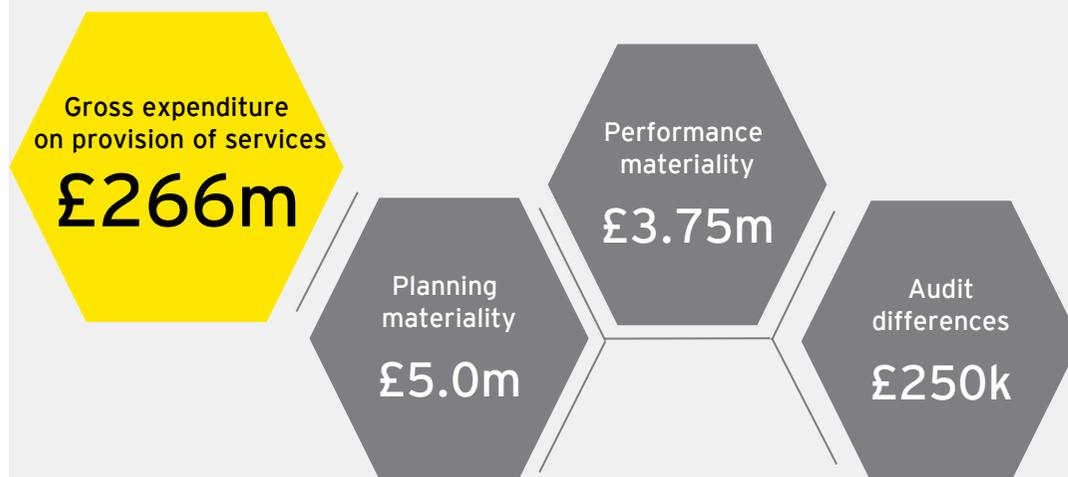 Gross expenditure
on provision of services
£266m
Planning
materiality
£5.0m
Performance
materiality
£3.75m
Audit
differences
£250k